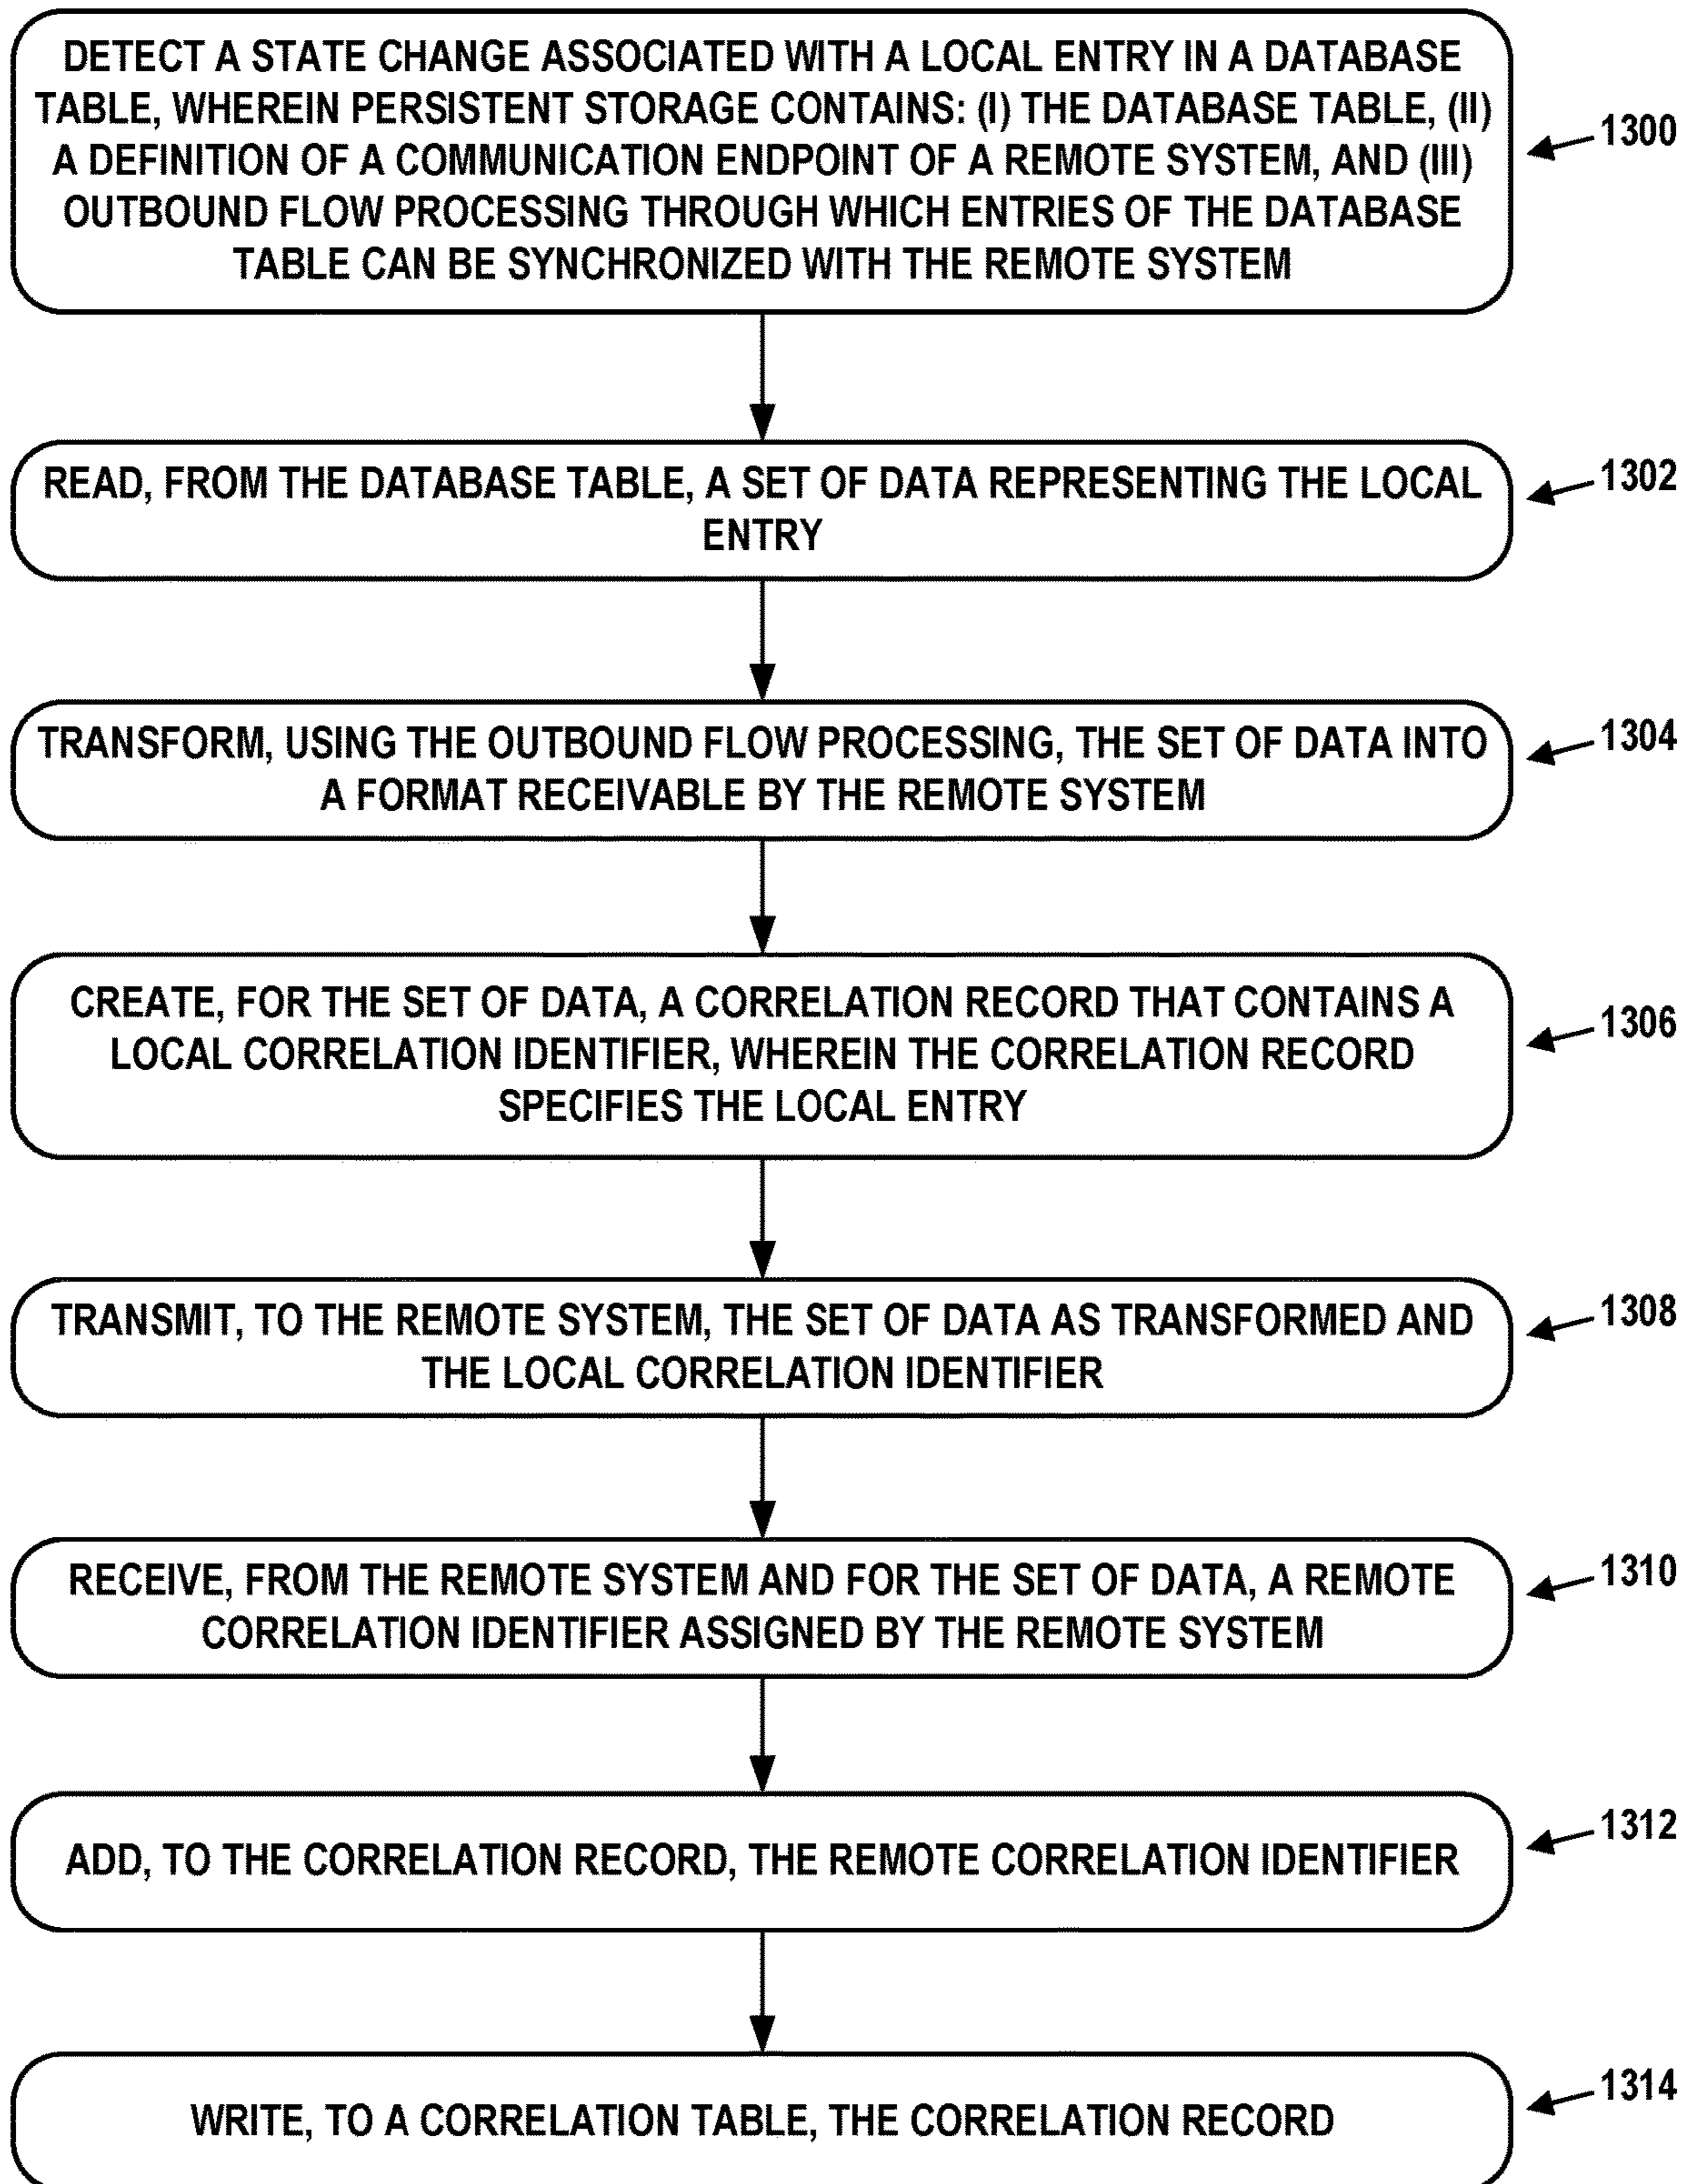 DETECT A STATE CHANGE ASSOCIATED WITH A LOCAL ENTRY IN A DATABASE
TABLE, WHEREIN PERSISTENT STORAGE CONTAINS: (I) THE DATABASE TABLE, (II)
A DEFINITION OF A COMMUNICATION ENDPOINT OF A REMOTE SYSTEM, AND (III)
OUTBOUND FLOW PROCESSING THROUGH WHICH ENTRIES OF THE DATABASE
TABLE CAN BE SYNCHRONIZED WITH THE REMOTE SYSTEM
1300
READ, FROM THE DATABASE TABLE, A SET OF DATA REPRESENTING THE LOCAL
ENTRY
1302
TRANSFORM, USING THE OUTBOUND FLOW PROCESSING, THE SET OF DATA INTO
A FORMAT RECEIVABLE BY THE REMOTE SYSTEM
1304
CREATE, FOR THE SET OF DATA, A CORRELATION RECORD THAT CONTAINS A
LOCAL CORRELATION IDENTIFIER, WHEREIN THE CORRELATION RECORD
SPECIFIES THE LOCAL ENTRY
1306
TRANSMIT, TO THE REMOTE SYSTEM, THE SET OF DATA AS TRANSFORMED AND
THE LOCAL CORRELATION IDENTIFIER
1308
RECEIVE, FROM THE REMOTE SYSTEM AND FOR THE SET OF DATA, A REMOTE
CORRELATION IDENTIFIER ASSIGNED BY THE REMOTE SYSTEM
1310
ADD, TO THE CORRELATION RECORD, THE REMOTE CORRELATION IDENTIFIER
1312
WRITE, TO A CORRELATION TABLE, THE CORRELATION RECORD
1314